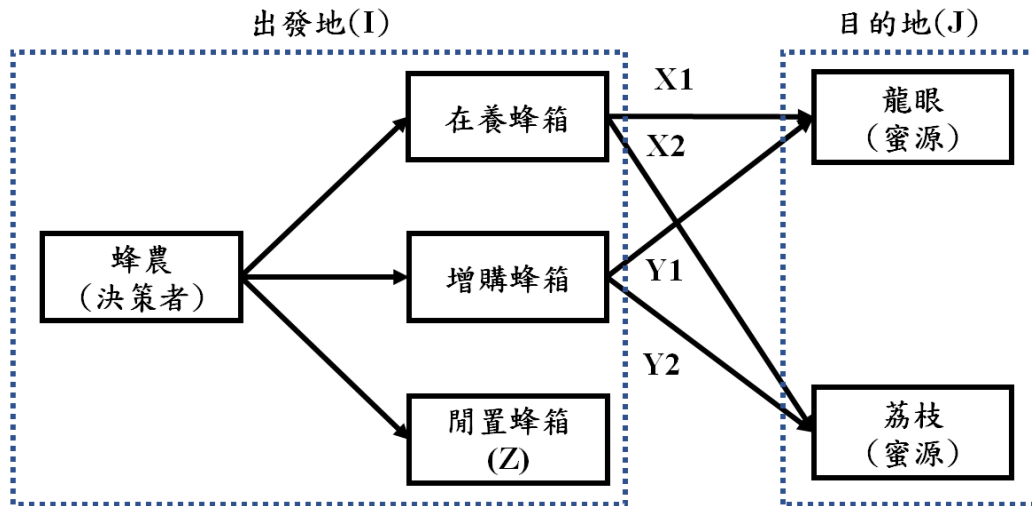 出發地(I)
目的地(J)
在養蜂箱
X1
龍眼
(蜜源)
X2
蜂農
(決策者)
增購蜂箱
Y1
Y2
閒置蜂箱
(Z)
荔枝
(蜜源)